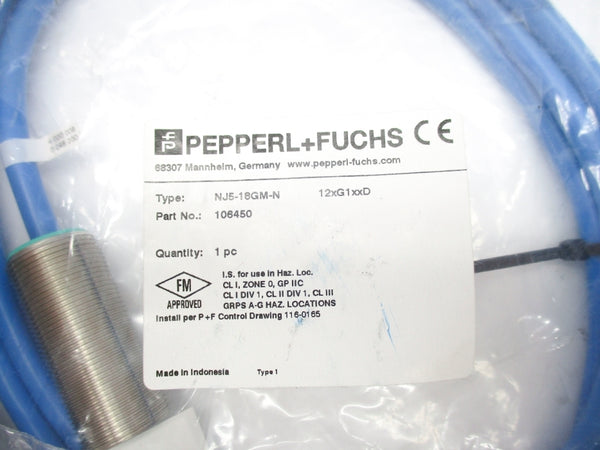 PEPPERL+FUCHS CE
68307 Mannheim, Germany www.pepperl-fuchs.com
Type: NJ5-18GM-N 12xG1xxD
Part No.: 106450
Quantity: 1 pc
FM
APPROVED
I.S. for use in Haz. Loc.
CL I, ZONE 0, GP IIC
CL I DIV 1, CL II DIV 1, CL III
GRPS A-G HAZ. LOCATIONS
Install per P+F Control Drawing 116-0165
Made in Indonesia Type 1